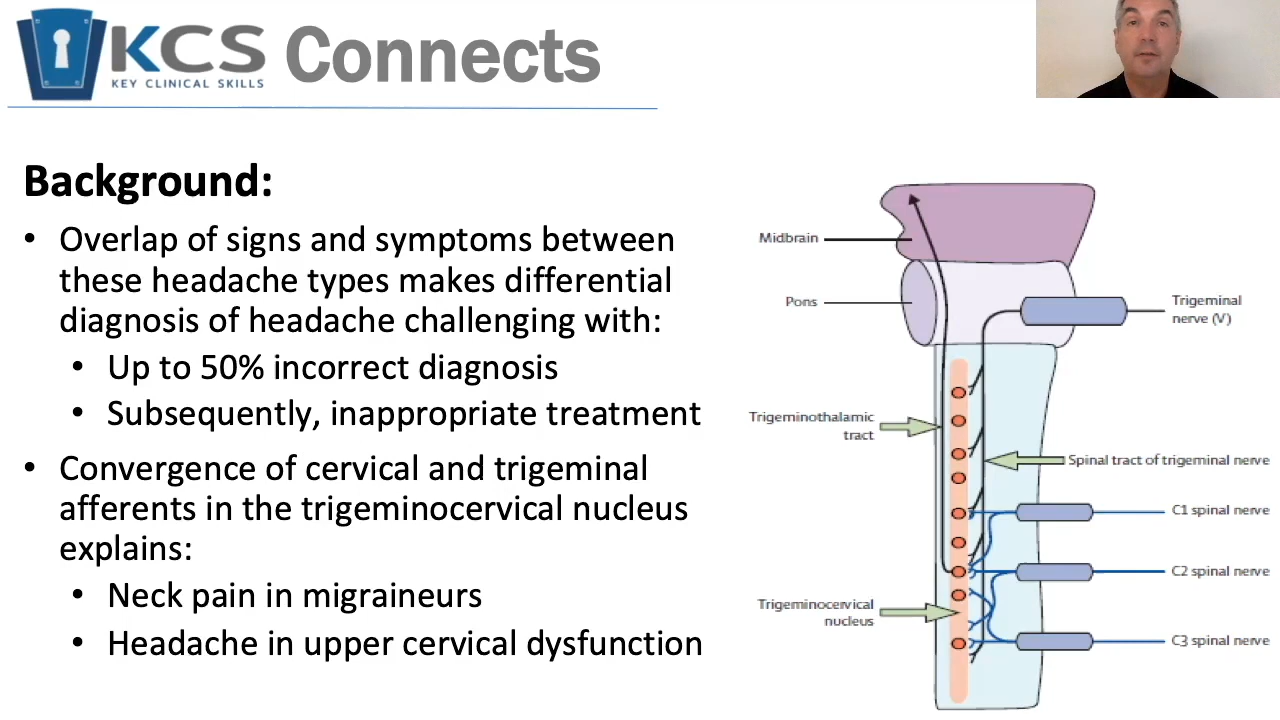 KCS Connects
KEY CLINICAL SKILLS
Background:
• Overlap of signs and symptoms between
these headache types makes differential
diagnosis of headache challenging with:
• Up to 50% incorrect diagnosis
• Subsequently, inappropriate treatment
• Convergence of cervical and trigeminal
afferents in the trigeminocervical nucleus
explains:
• Neck pain in migraineurs
• Headache in upper cervical dysfunction
Midbrain
Pons
Trigeminal
nerve (V)
Trigeminothalamic
tract
Spinal tract of trigeminal nerve
C1 spinal nerve
C2 spinal nerve
Trigeminocervical
nucleus
C3 spinal nerve